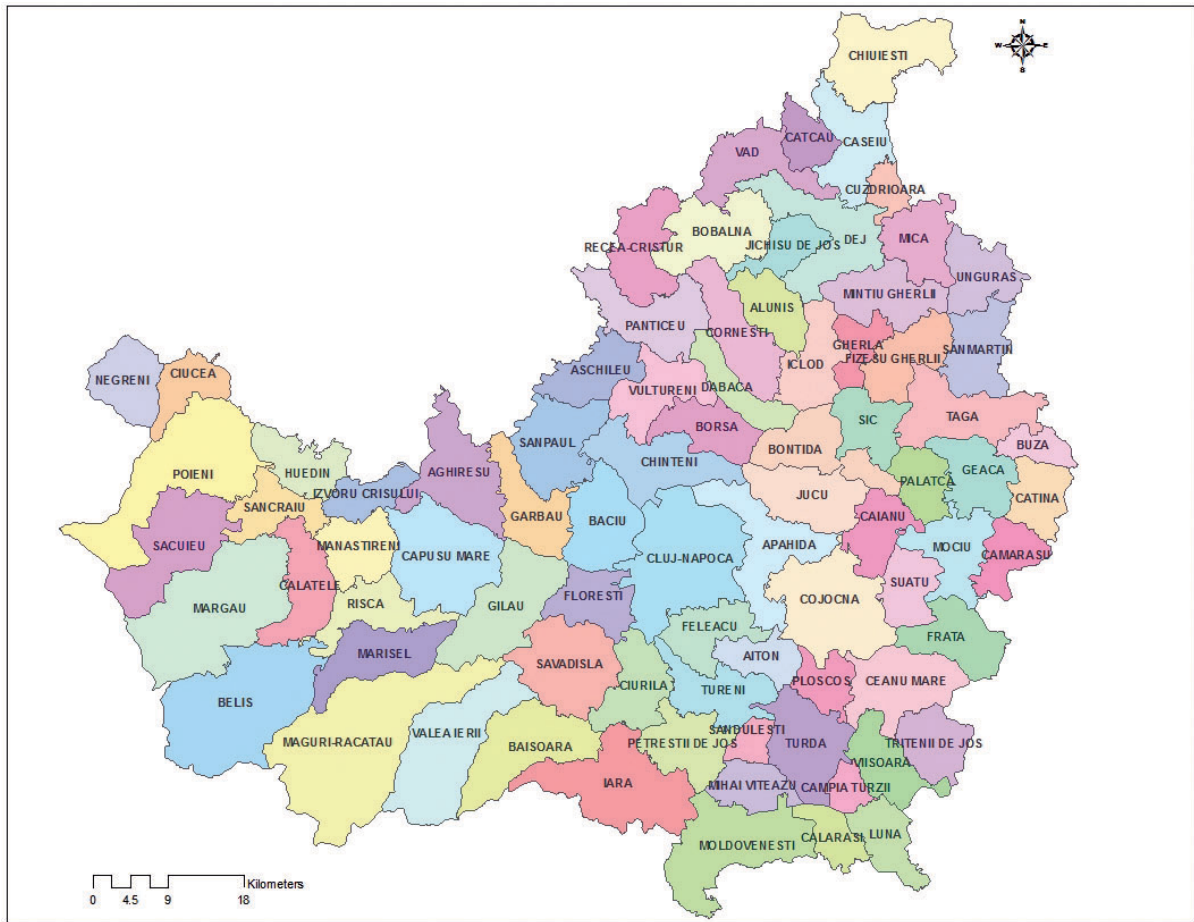 N
W E
S
CHIUIESTI
CATCAU
CASEIU
VAD
CUZDRIOARA
BOBALNA
RECEA-CRISTUR
JICHISU DE JOS
DEJ
MICA
UNGURAS
MINTIU GHERLII
ALUNIS
PANTICEU
CORNESTI
GHERLA
FIZESU GHERLII
SANMARTIN
ICLOD
NEGRENI
CIUCEA
ASCHILEU
VULTURENI
DABACA
TAGA
SIC
BORSA
BUZA
SANPAUL
BONTIDA
CHINTENI
GEACA
POIENI
HUEDIN
AGHIRESU
PALATCA
IZVORU CRISULUI
JUCU
CATINA
SANCRAIU
GARBAU
BACIU
CAIANU
SACUIEU
MANASTIRENI
CAPUSU MARE
CLUJ-NAPOCA
APAHIDA
MOCIU
CAMARASU
CALATELE
SUATU
MARGAU
RISCA
GILAU
FLORESTI
COJOCNA
FELEACU
FRATA
MARISEL
AITON
SAVADISLA
PLOSCOS
CEANU MARE
CIURILA
TURENI
BELIS
SANDULESTI
VALEA IERII
MAGURI-RACATAU
BAISOARA
PETRESTII DE JOS
TURDA
TRITENII DE JOS
VIISOARA
IARA
MIHAI VITEAZU
CAMPIA TURZII
MOLDOVENESTI
CALARASI
LUNA
Kilometers
0 4.5 9 18